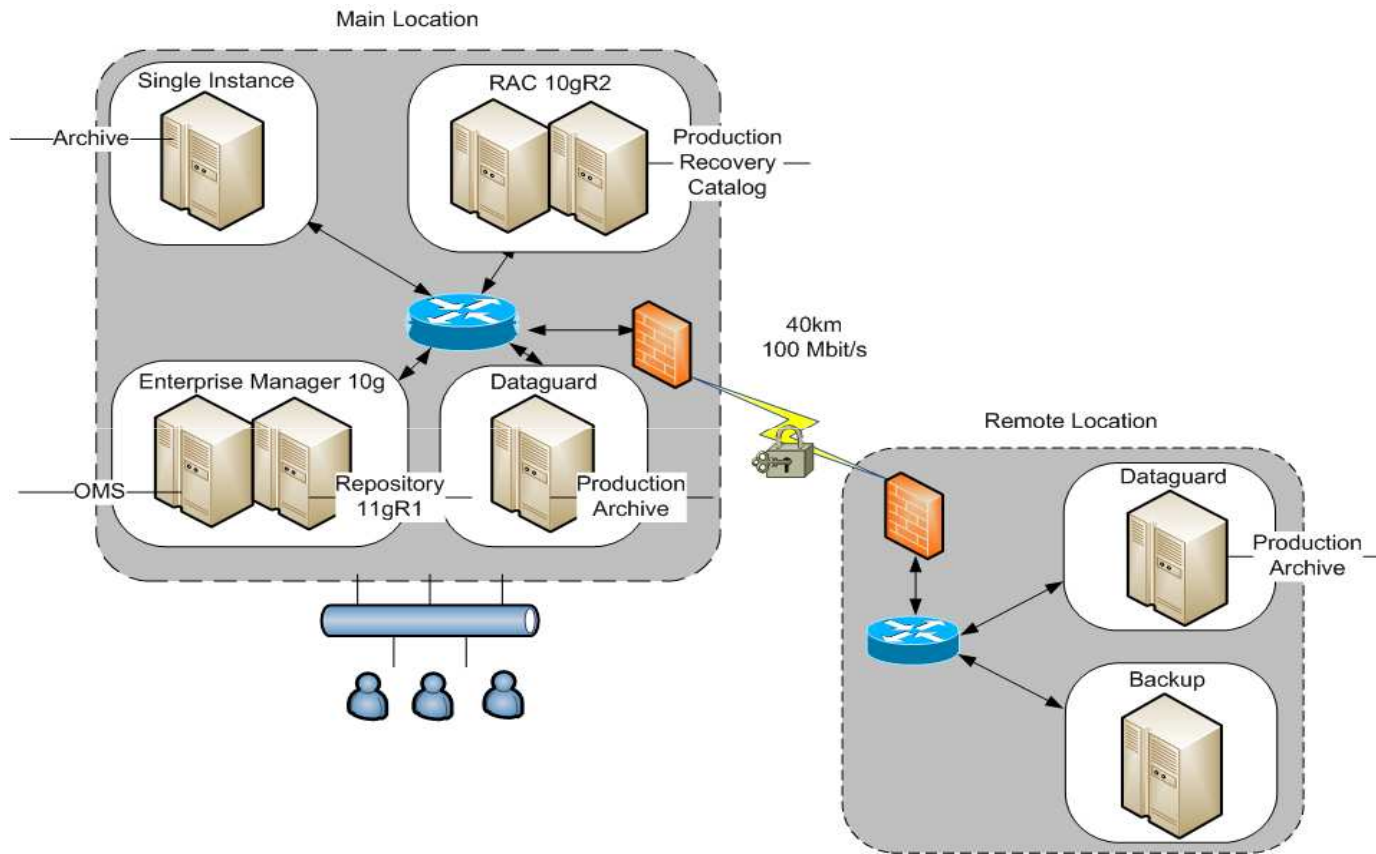 Main Location
Single Instance
Archive
RAC 10gR2
Production
Recovery
Catalog
40km
100 Mbit/s
Enterprise Manager 10g
OMS
Repository
11gR1
Dataguard
Production
Archive
Remote Location
Dataguard
Production
Archive
Backup